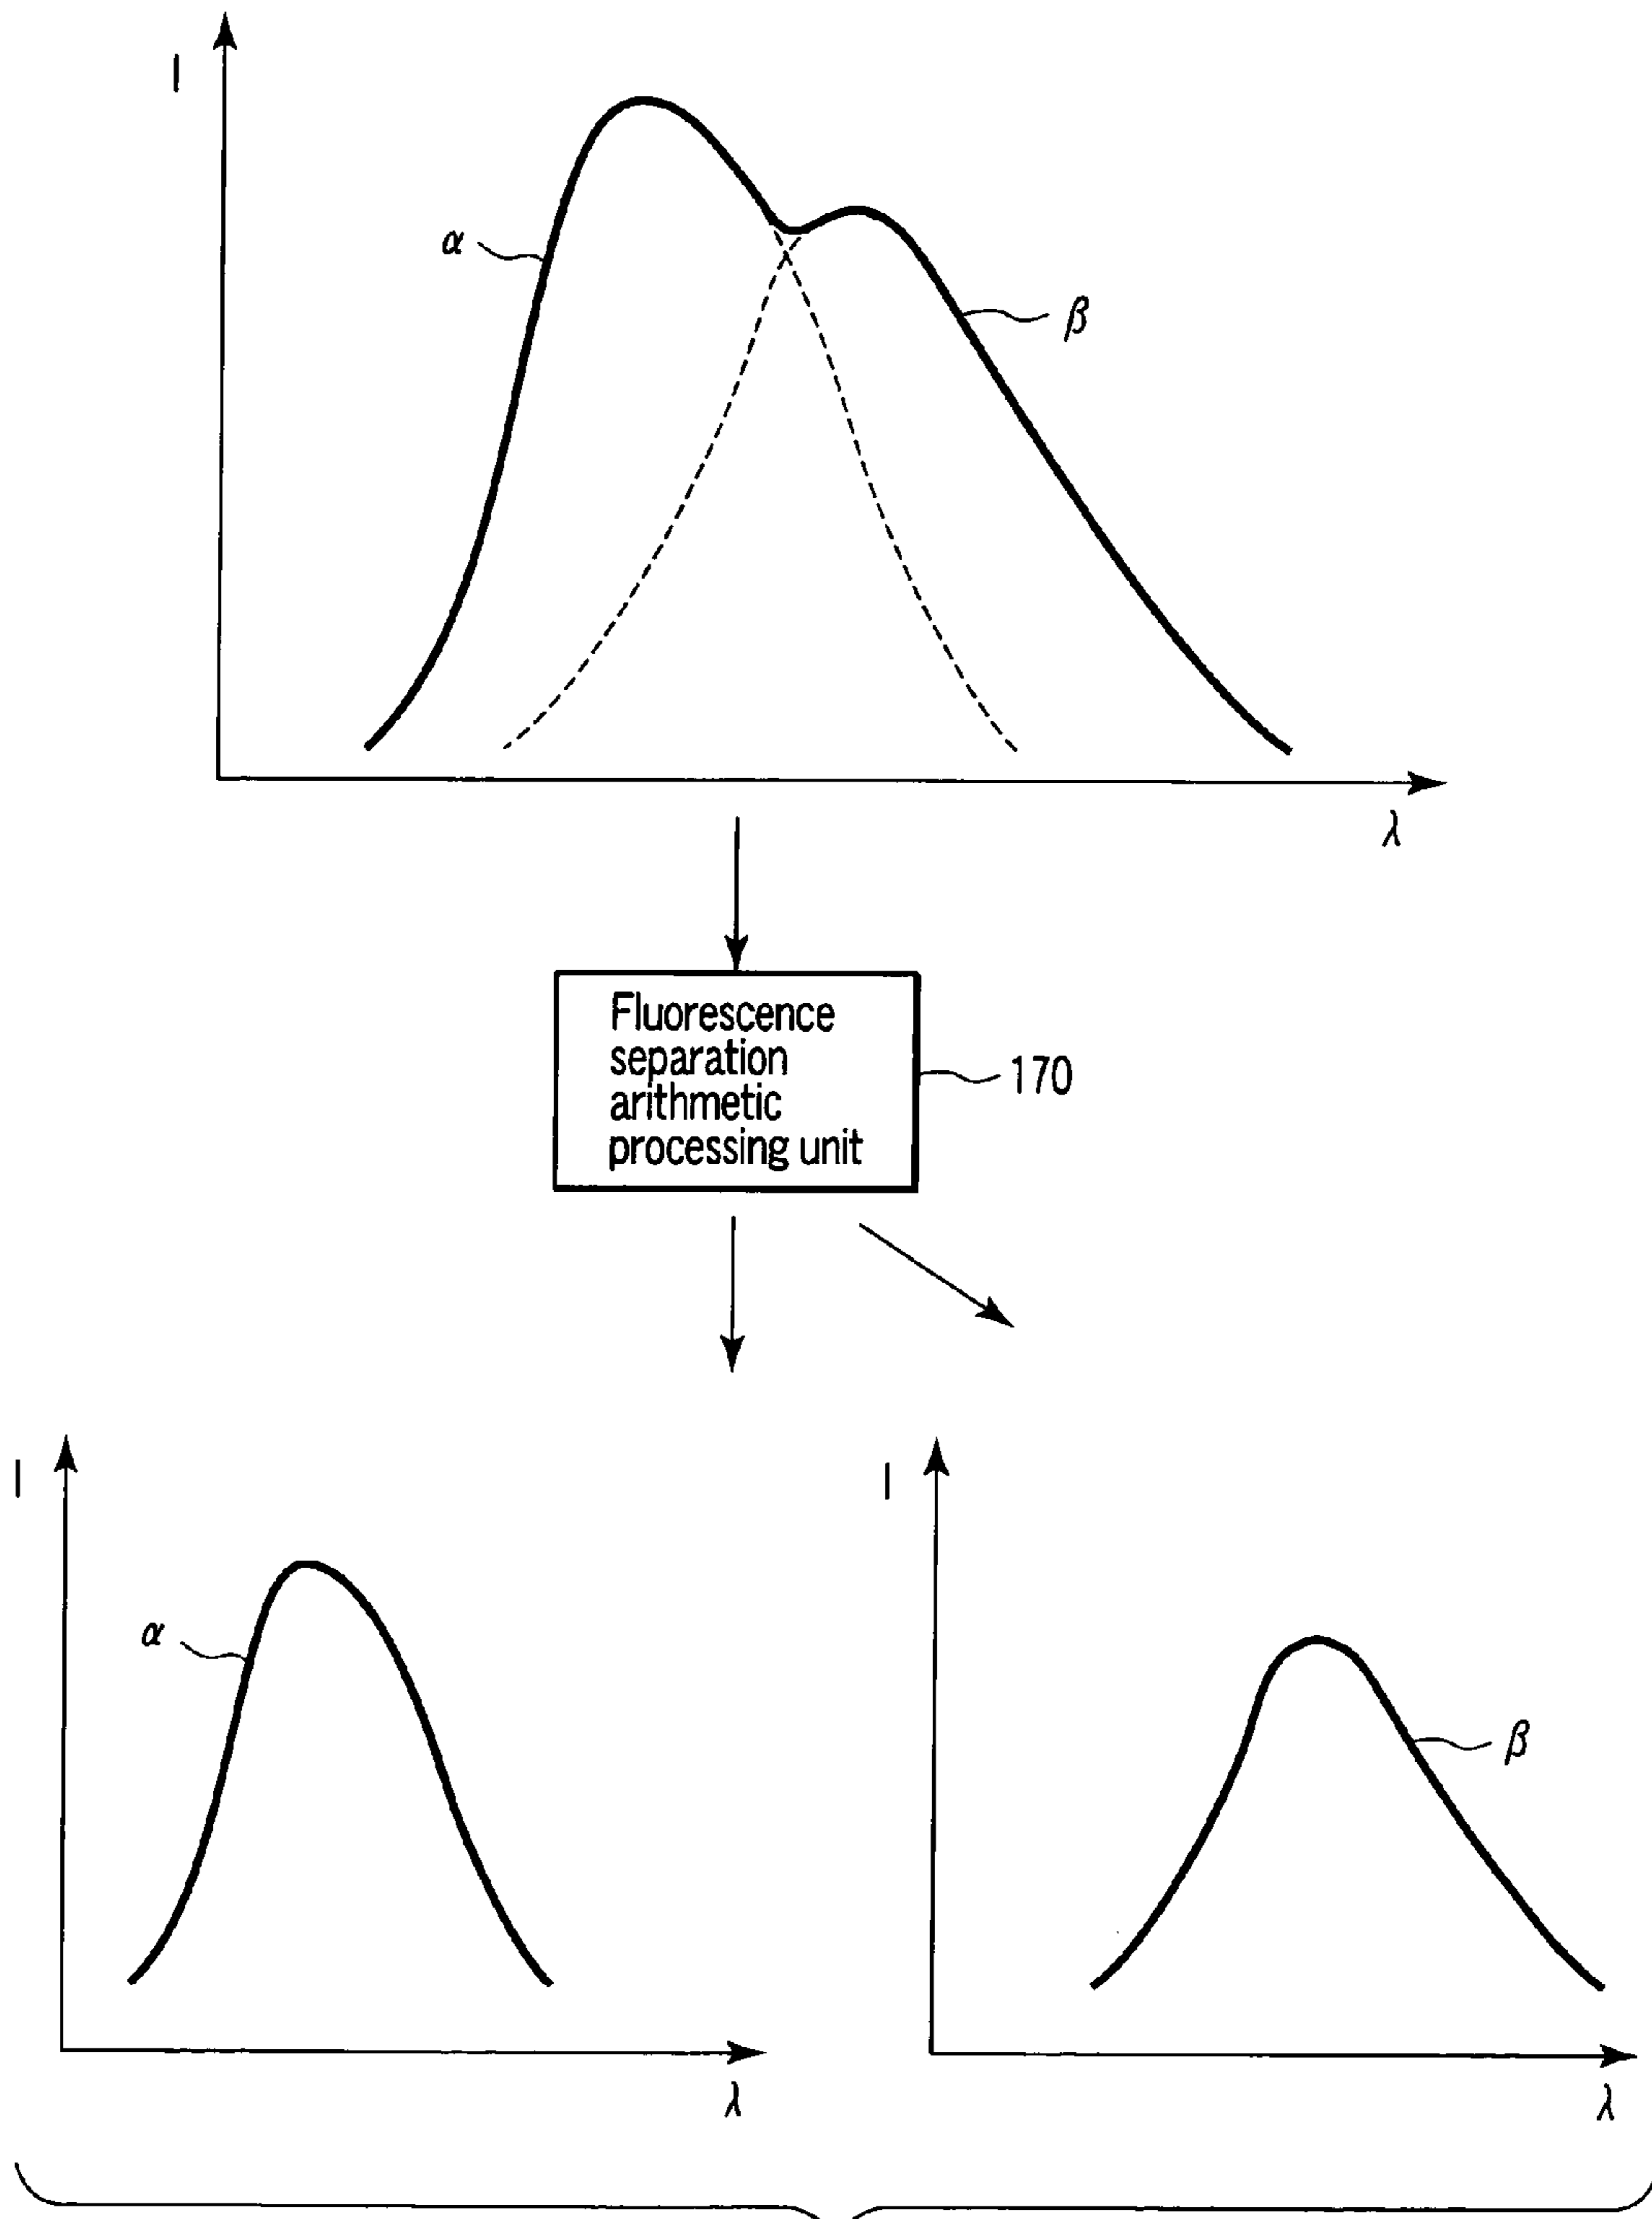 I
α
β
λ
Fluorescence
separation
arithmetic
processing unit
170
I
α
λ
I
β
λ